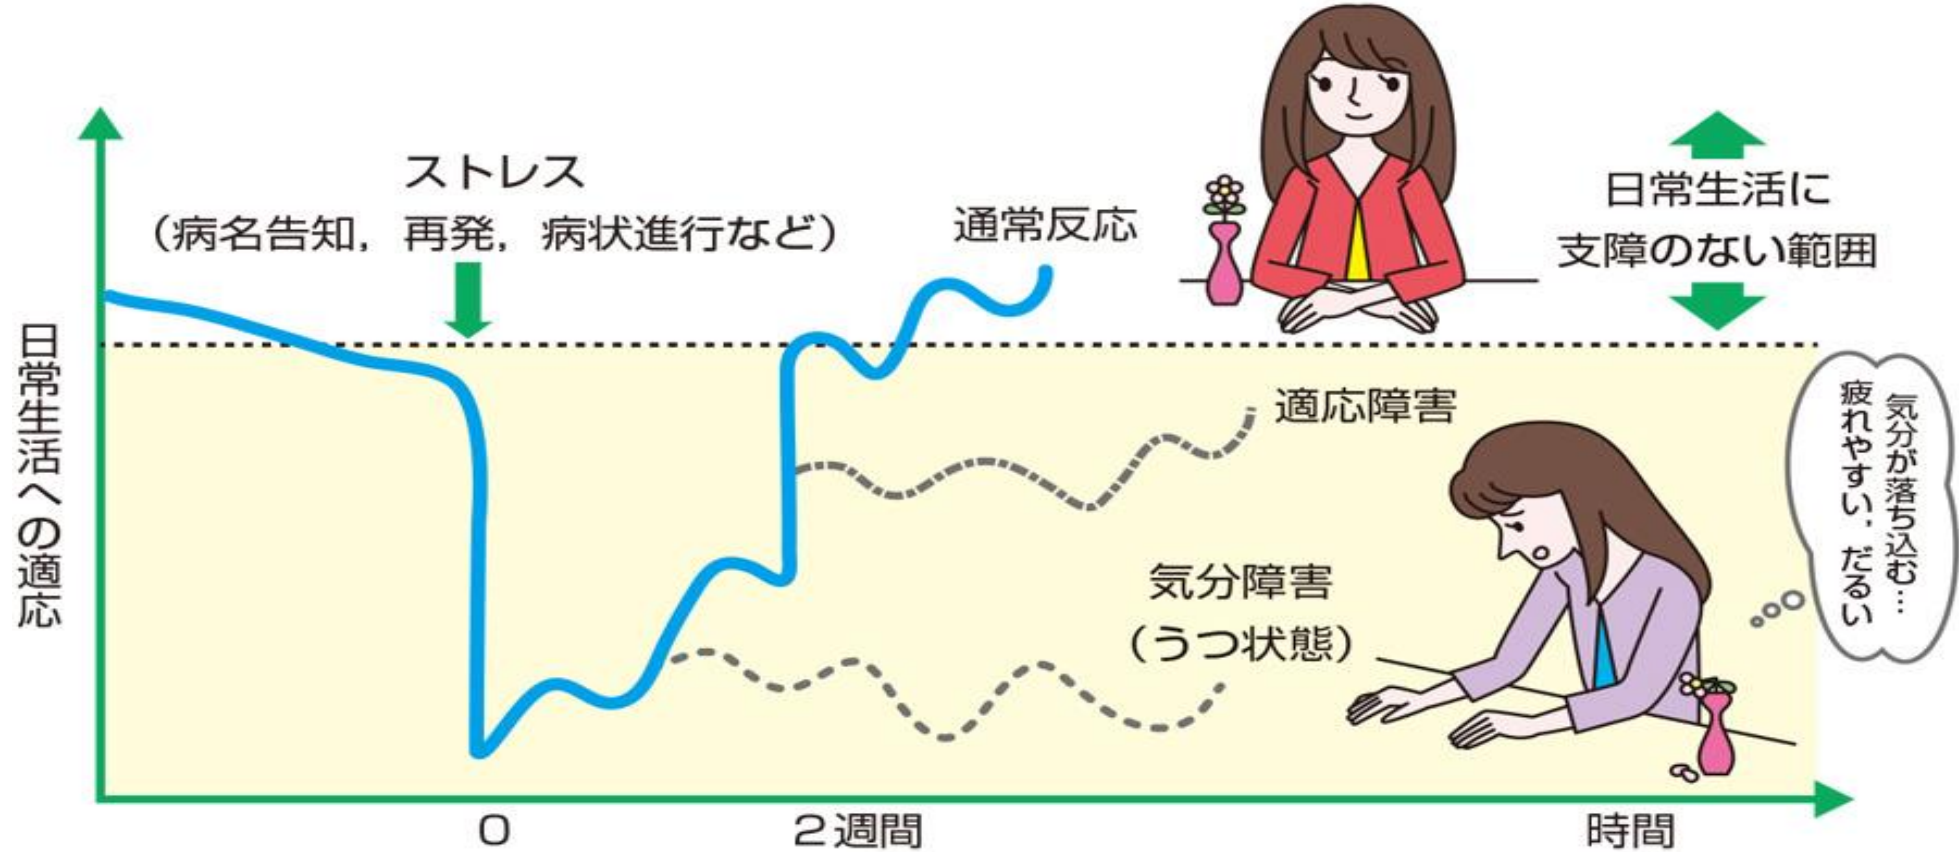 ストレス
（病名告知，再発，病状進行など）
通常反応
日常生活に
支障のない範囲
日常生活への適応
適応障害
気分が落ち込む…
疲れやすい，だるい
気分障害
（うつ状態）
0
2週間
時間